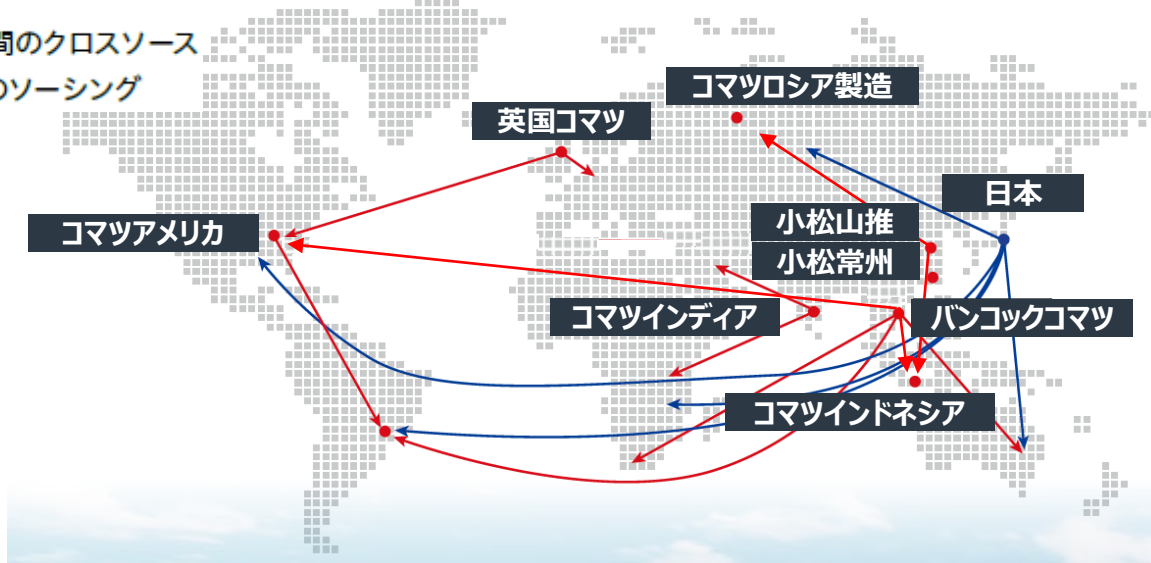 間のクロスソース
のソーシング
コマツロシア製造
英国コマツ
日本
小松山推
コマツアメリカ
小松常州
コマツインディア
バンコックコマツ
コマツインドネシア